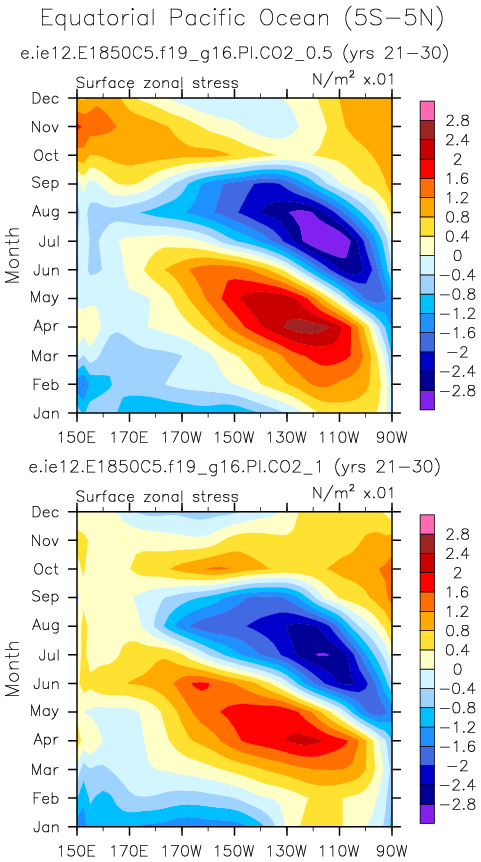 Equatorial Pacific Ocean (5S-5N)
e.ie12.E1850C5.f19_g16.PI.CO2_0.5 (yrs 21-30)
Surface zonal stress N/m² x.01
Month
Dec
Nov
Oct
Sep
Aug
Jul
Jun
May
Apr
Mar
Feb
Jan
150E 170E 170W 150W 130W 110W 90W
2.8
2.4
2
1.6
1.2
0.8
0.4
0
-0.4
-0.8
-1.2
-1.6
-2
-2.4
-2.8
e.ie12.E1850C5.f19_g16.PI.CO2_1 (yrs 21-30)
Surface zonal stress N/m² x.01
Month
Dec
Nov
Oct
Sep
Aug
Jul
Jun
May
Apr
Mar
Feb
Jan
150E 170E 170W 150W 130W 110W 90W
2.8
2.4
2
1.6
1.2
0.8
0.4
0
-0.4
-0.8
-1.2
-1.6
-2
-2.4
-2.8